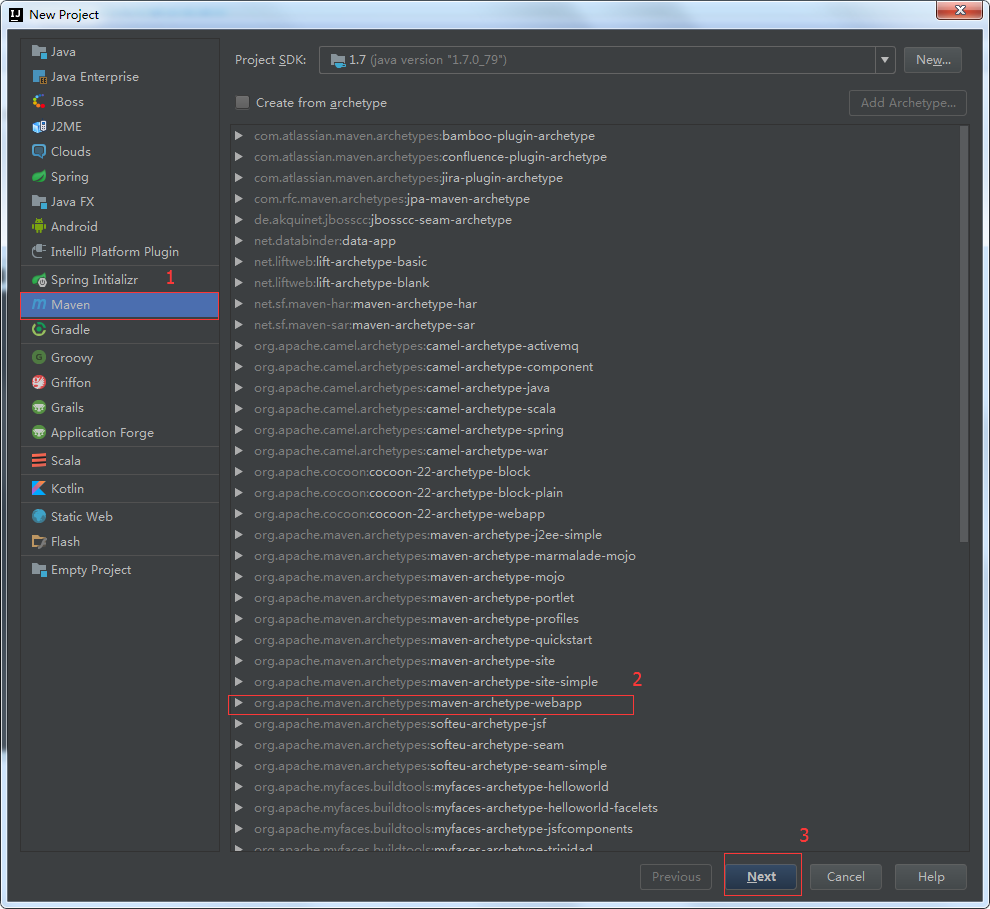 New Project
Java
Java Enterprise
JBoss
J2ME
Clouds
Spring
Java FX
Android
IntelliJ Platform Plugin
Spring Initializr 1
Maven
Gradle
Groovy
Griffon
Grails
Application Forge
Scala
Kotlin
Static Web
Flash
Empty Project
Project SDK: 1.7 (java version "1.7.0_79") New...
Create from archetype Add Archetype...
com.atlassian.maven.archetypes:bamboo-plugin-archetype
com.atlassian.maven.archetypes:confluence-plugin-archetype
com.atlassian.maven.archetypes:jira-plugin-archetype
com.rfc.maven.archetypes:jpa-maven-archetype
de.akquinet.jbosscc:jbosscc-seam-archetype
net.databinder:data-app
net.liftweb:lift-archetype-basic
net.liftweb:lift-archetype-blank
net.sf.maven-har:maven-archetype-har
net.sf.maven-sar:maven-archetype-sar
org.apache.camel.archetypes:camel-archetype-activemq
org.apache.camel.archetypes:camel-archetype-component
org.apache.camel.archetypes:camel-archetype-java
org.apache.camel.archetypes:camel-archetype-scala
org.apache.camel.archetypes:camel-archetype-spring
org.apache.camel.archetypes:camel-archetype-war
org.apache.cocoon:cocoon-22-archetype-block
org.apache.cocoon:cocoon-22-archetype-block-plain
org.apache.cocoon:cocoon-22-archetype-webapp
org.apache.maven.archetypes:maven-archetype-j2ee-simple
org.apache.maven.archetypes:maven-archetype-marmalade-mojo
org.apache.maven.archetypes:maven-archetype-mojo
org.apache.maven.archetypes:maven-archetype-portlet
org.apache.maven.archetypes:maven-archetype-profiles
org.apache.maven.archetypes:maven-archetype-quickstart
org.apache.maven.archetypes:maven-archetype-site
org.apache.maven.archetypes:maven-archetype-site-simple 2
org.apache.maven.archetypes:maven-archetype-webapp
org.apache.maven.archetypes:softeu-archetype-jsf
org.apache.maven.archetypes:softeu-archetype-seam
org.apache.maven.archetypes:softeu-archetype-seam-simple
org.apache.myfaces.buildtools:myfaces-archetype-helloworld
org.apache.myfaces.buildtools:myfaces-archetype-helloworld-facelets
org.apache.myfaces.buildtools:myfaces-archetype-jsfcomponents
org.apache.myfaces.buildtools:myfaces-archetype-trinidad
3
Previous Next Cancel Help